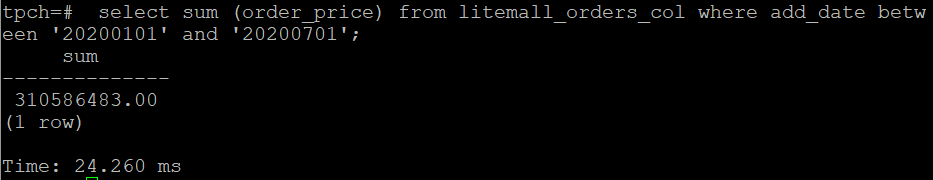 tpch=#  select sum (order_price) from litemall_orders_col where add_date betw
een '20200101' and '20200701';
     sum
--------------
 310586483.00
(1 row)

Time: 24.260 ms